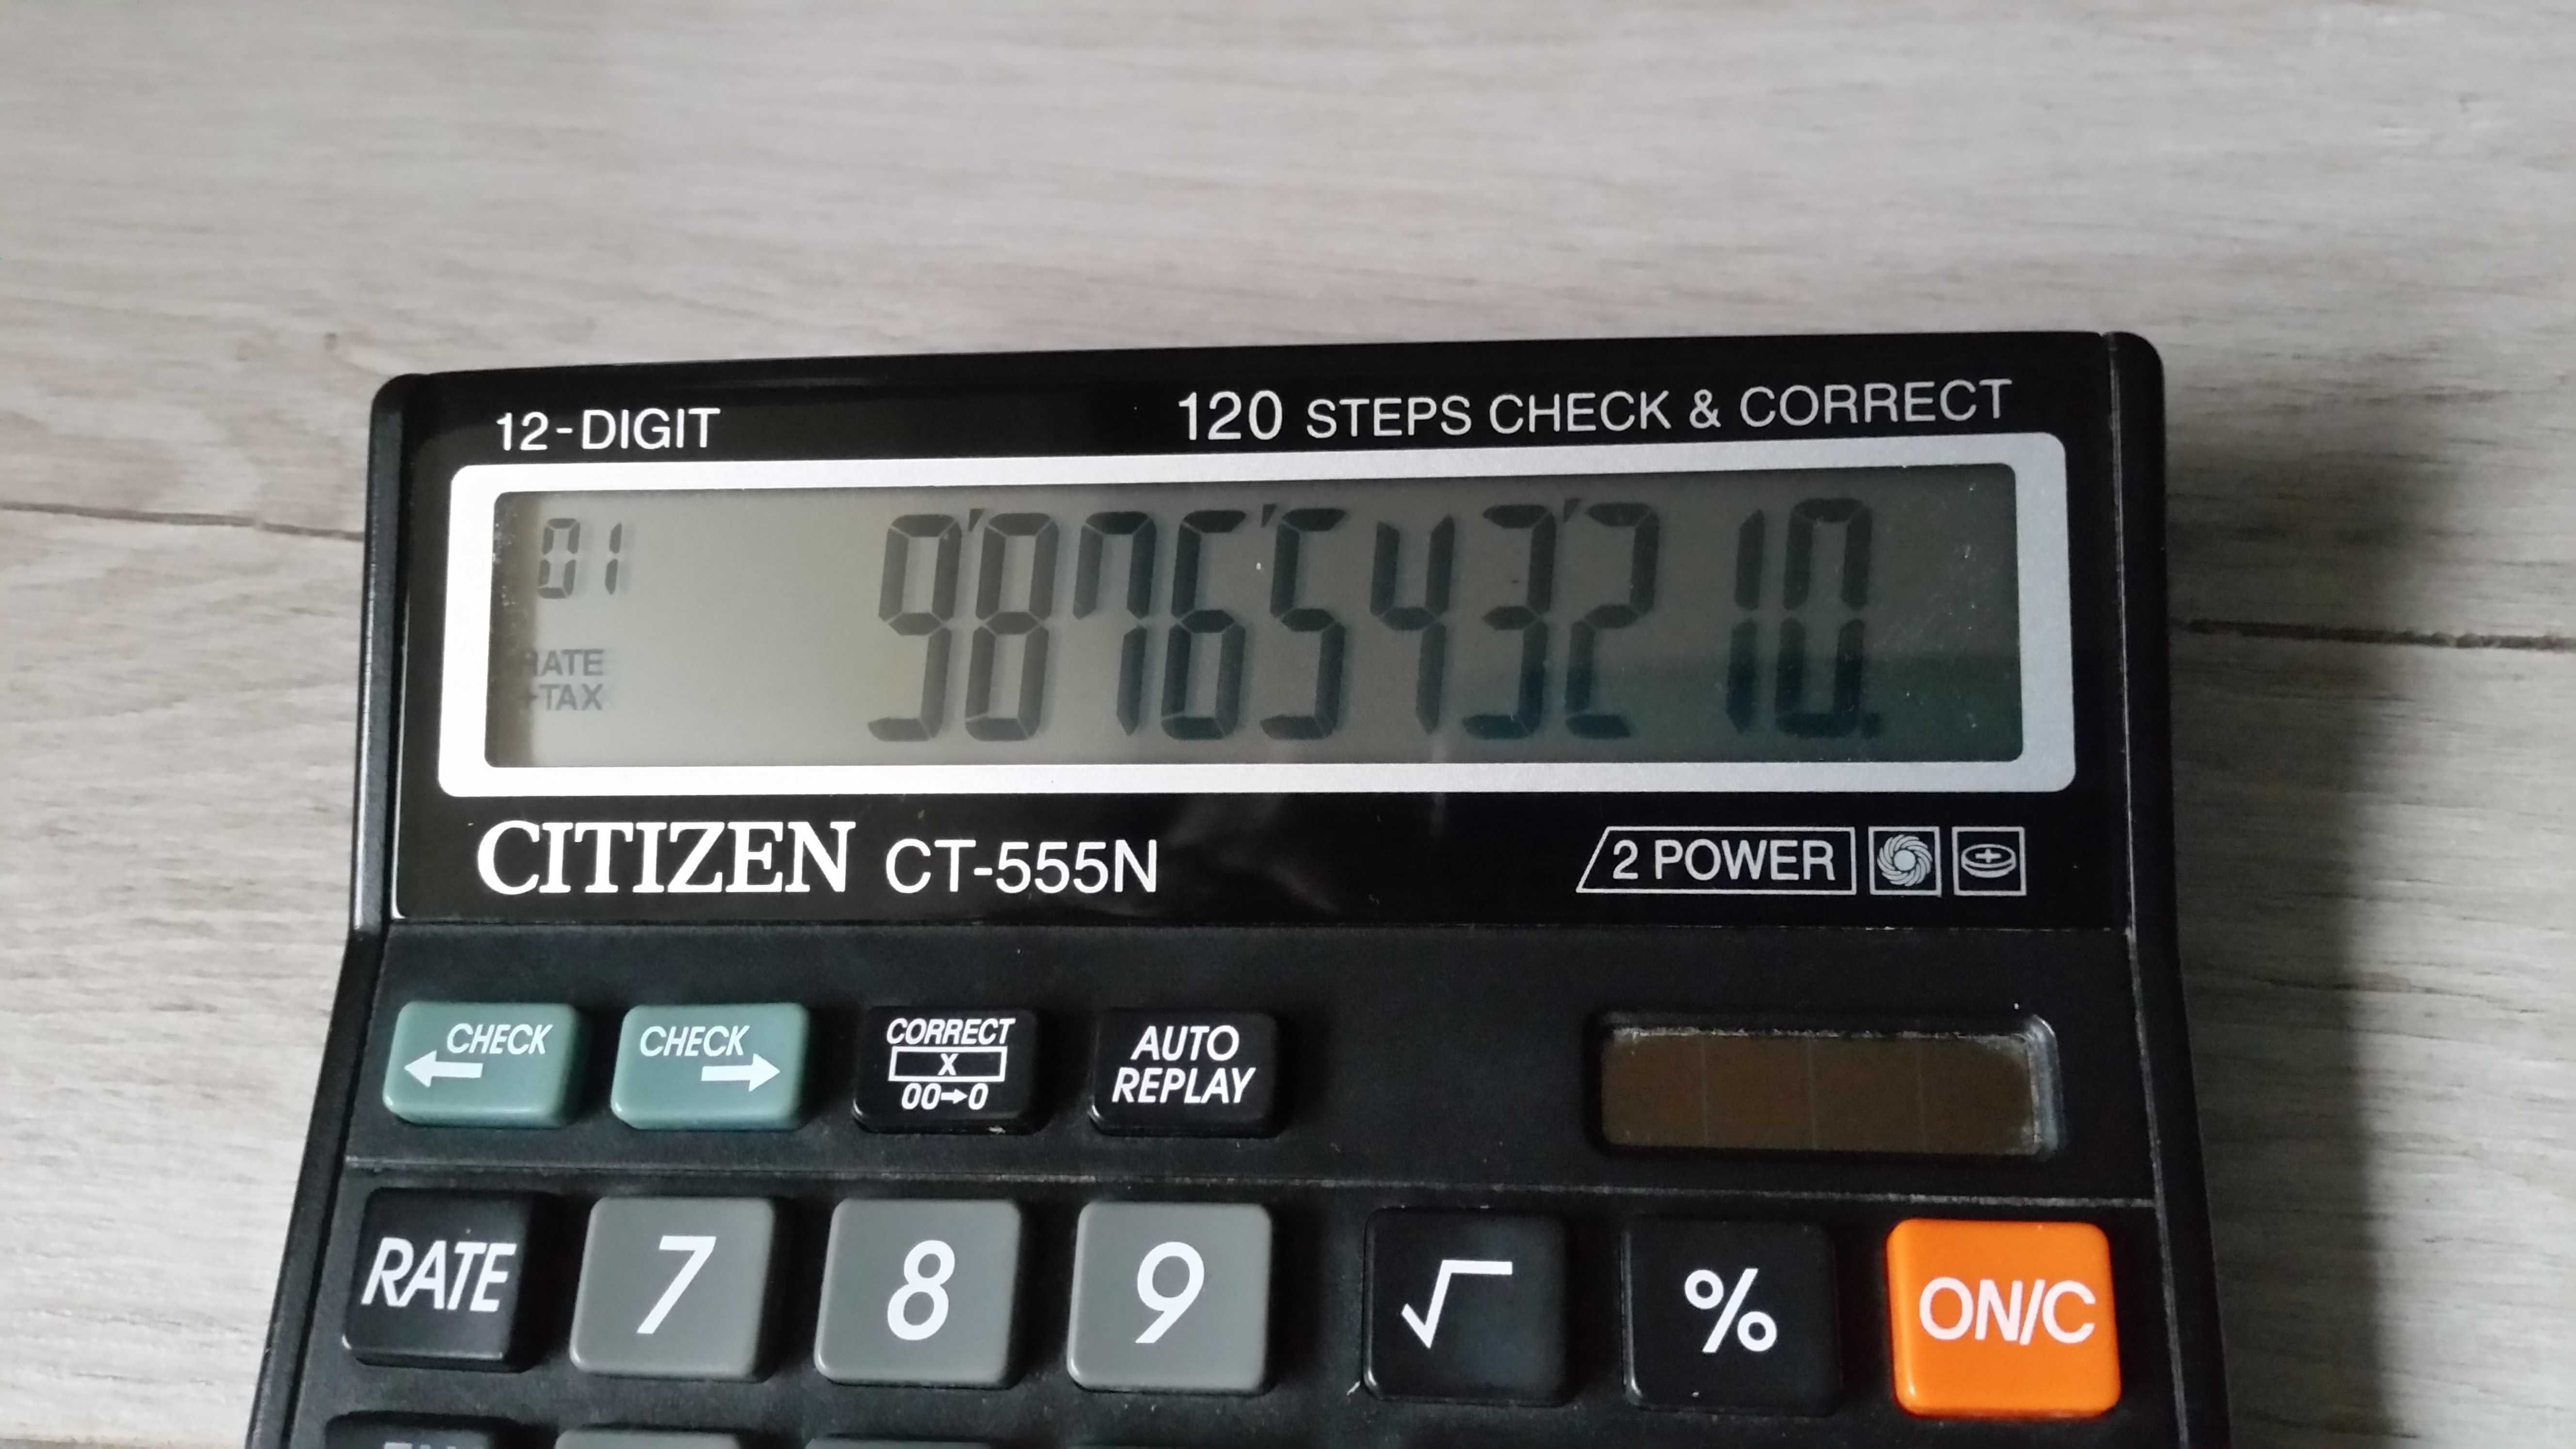 12-DIGIT 120 STEPS CHECK & CORRECT
01 9'876'543'210.
RATE
+TAX
CITIZEN CT-555N 2 POWER
CHECK CHECK CORRECT AUTO
X REPLAY
00→0
RATE 7 8 9 √ % ON/C